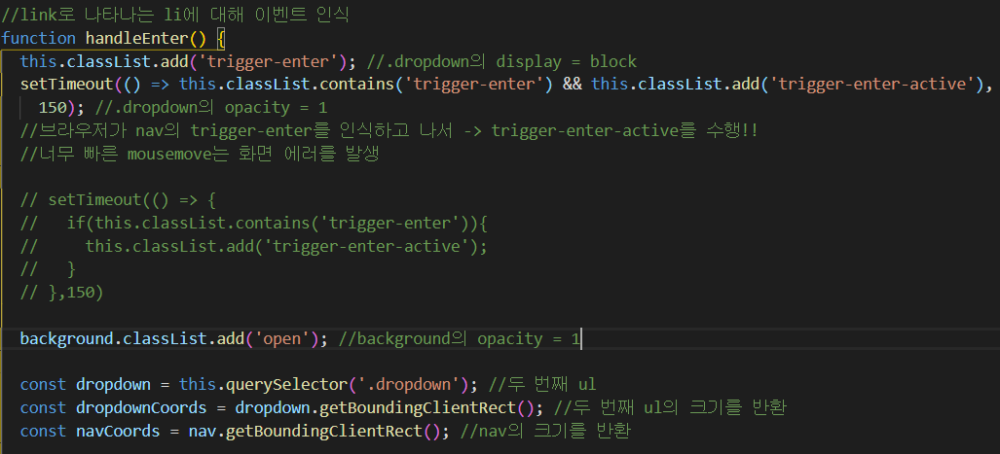 //link로 나타나는 li에 대해 이벤트 인식
function handleEnter() {
this.classList.add('trigger-enter'); //.dropdown의 display = block
setTimeout(() => this.classList.contains('trigger-enter') && this.classList.add('trigger-enter-active'),
150); //.dropdown의 opacity = 1
//브라우저가 nav의 trigger-enter를 인식하고 나서 -> trigger-enter-active를 수행!!
//너무 빠른 mousemove는 화면 에러를 발생
// setTimeout(() => {
// if(this.classList.contains('trigger-enter')){
// this.classList.add('trigger-enter-active');
// }
// },150)
background.classList.add('open'); //background의 opacity = 1
const dropdown = this.querySelector('.dropdown'); //두 번째 ul
const dropdownCoords = dropdown.getBoundingClientRect(); //두 번째 ul의 크기를 반환
const navCoords = nav.getBoundingClientRect(); //nav의 크기를 반환